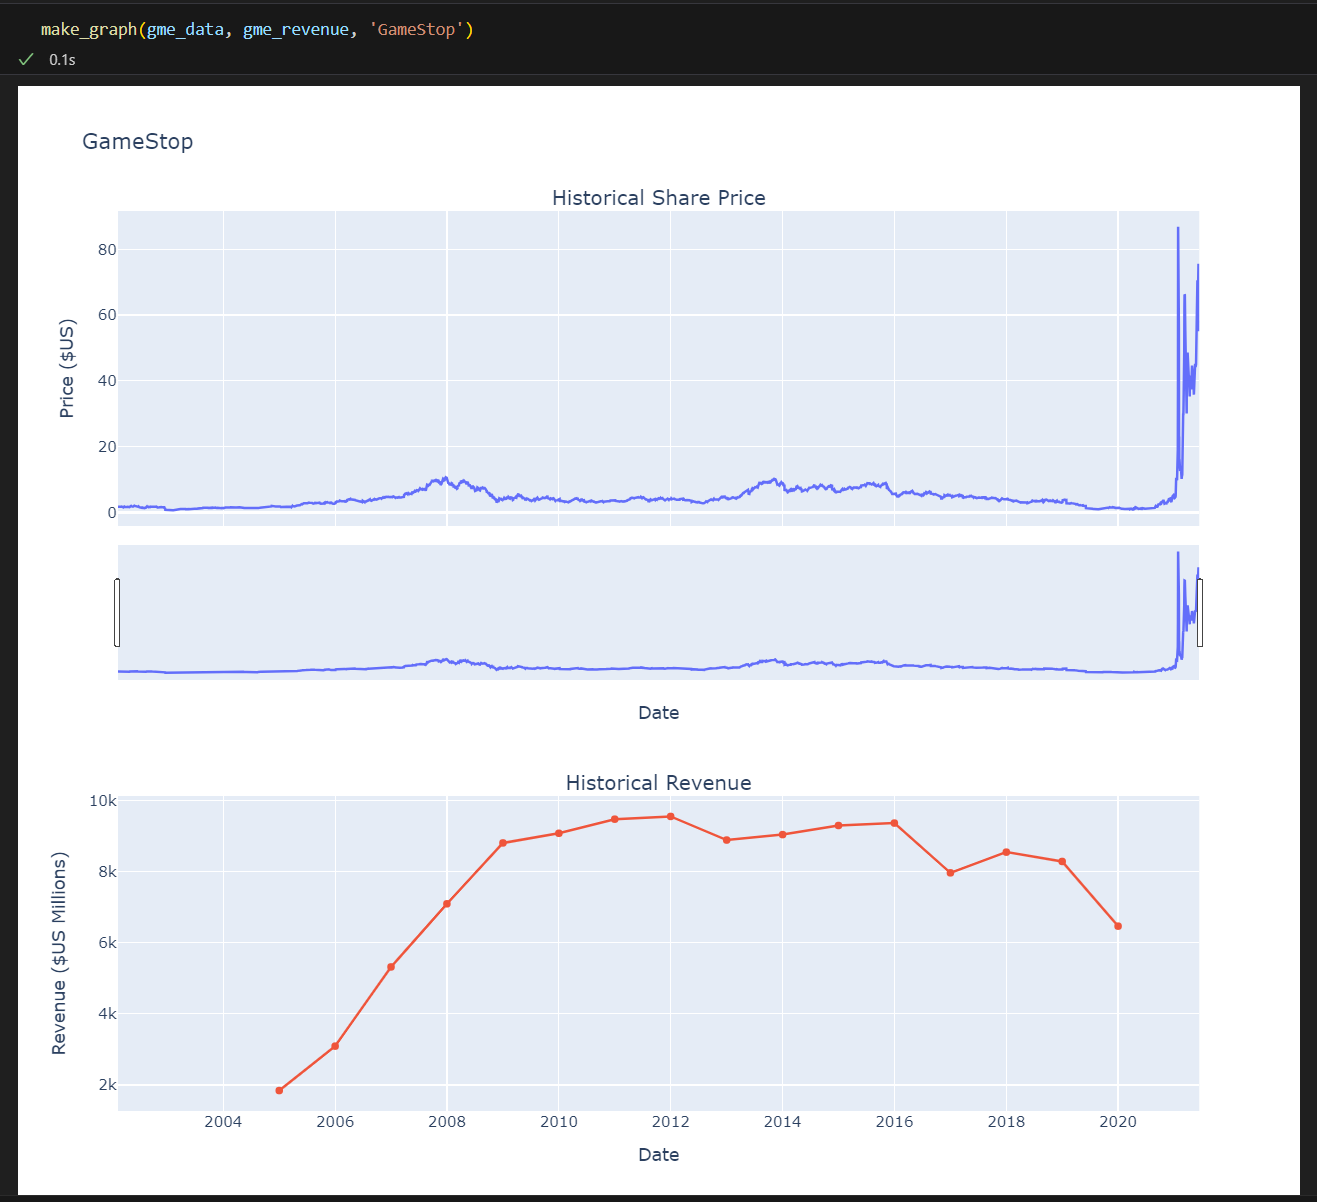 make_graph(gme_data, gme_revenue, 'GameStop')
0.1s
GameStop
Historical Share Price
80
60
40
20
0
Price ($US)
Date
Historical Revenue
10k
8k
6k
4k
2k
Revenue ($US Millions)
2004 2006 2008 2010 2012 2014 2016 2018 2020
Date